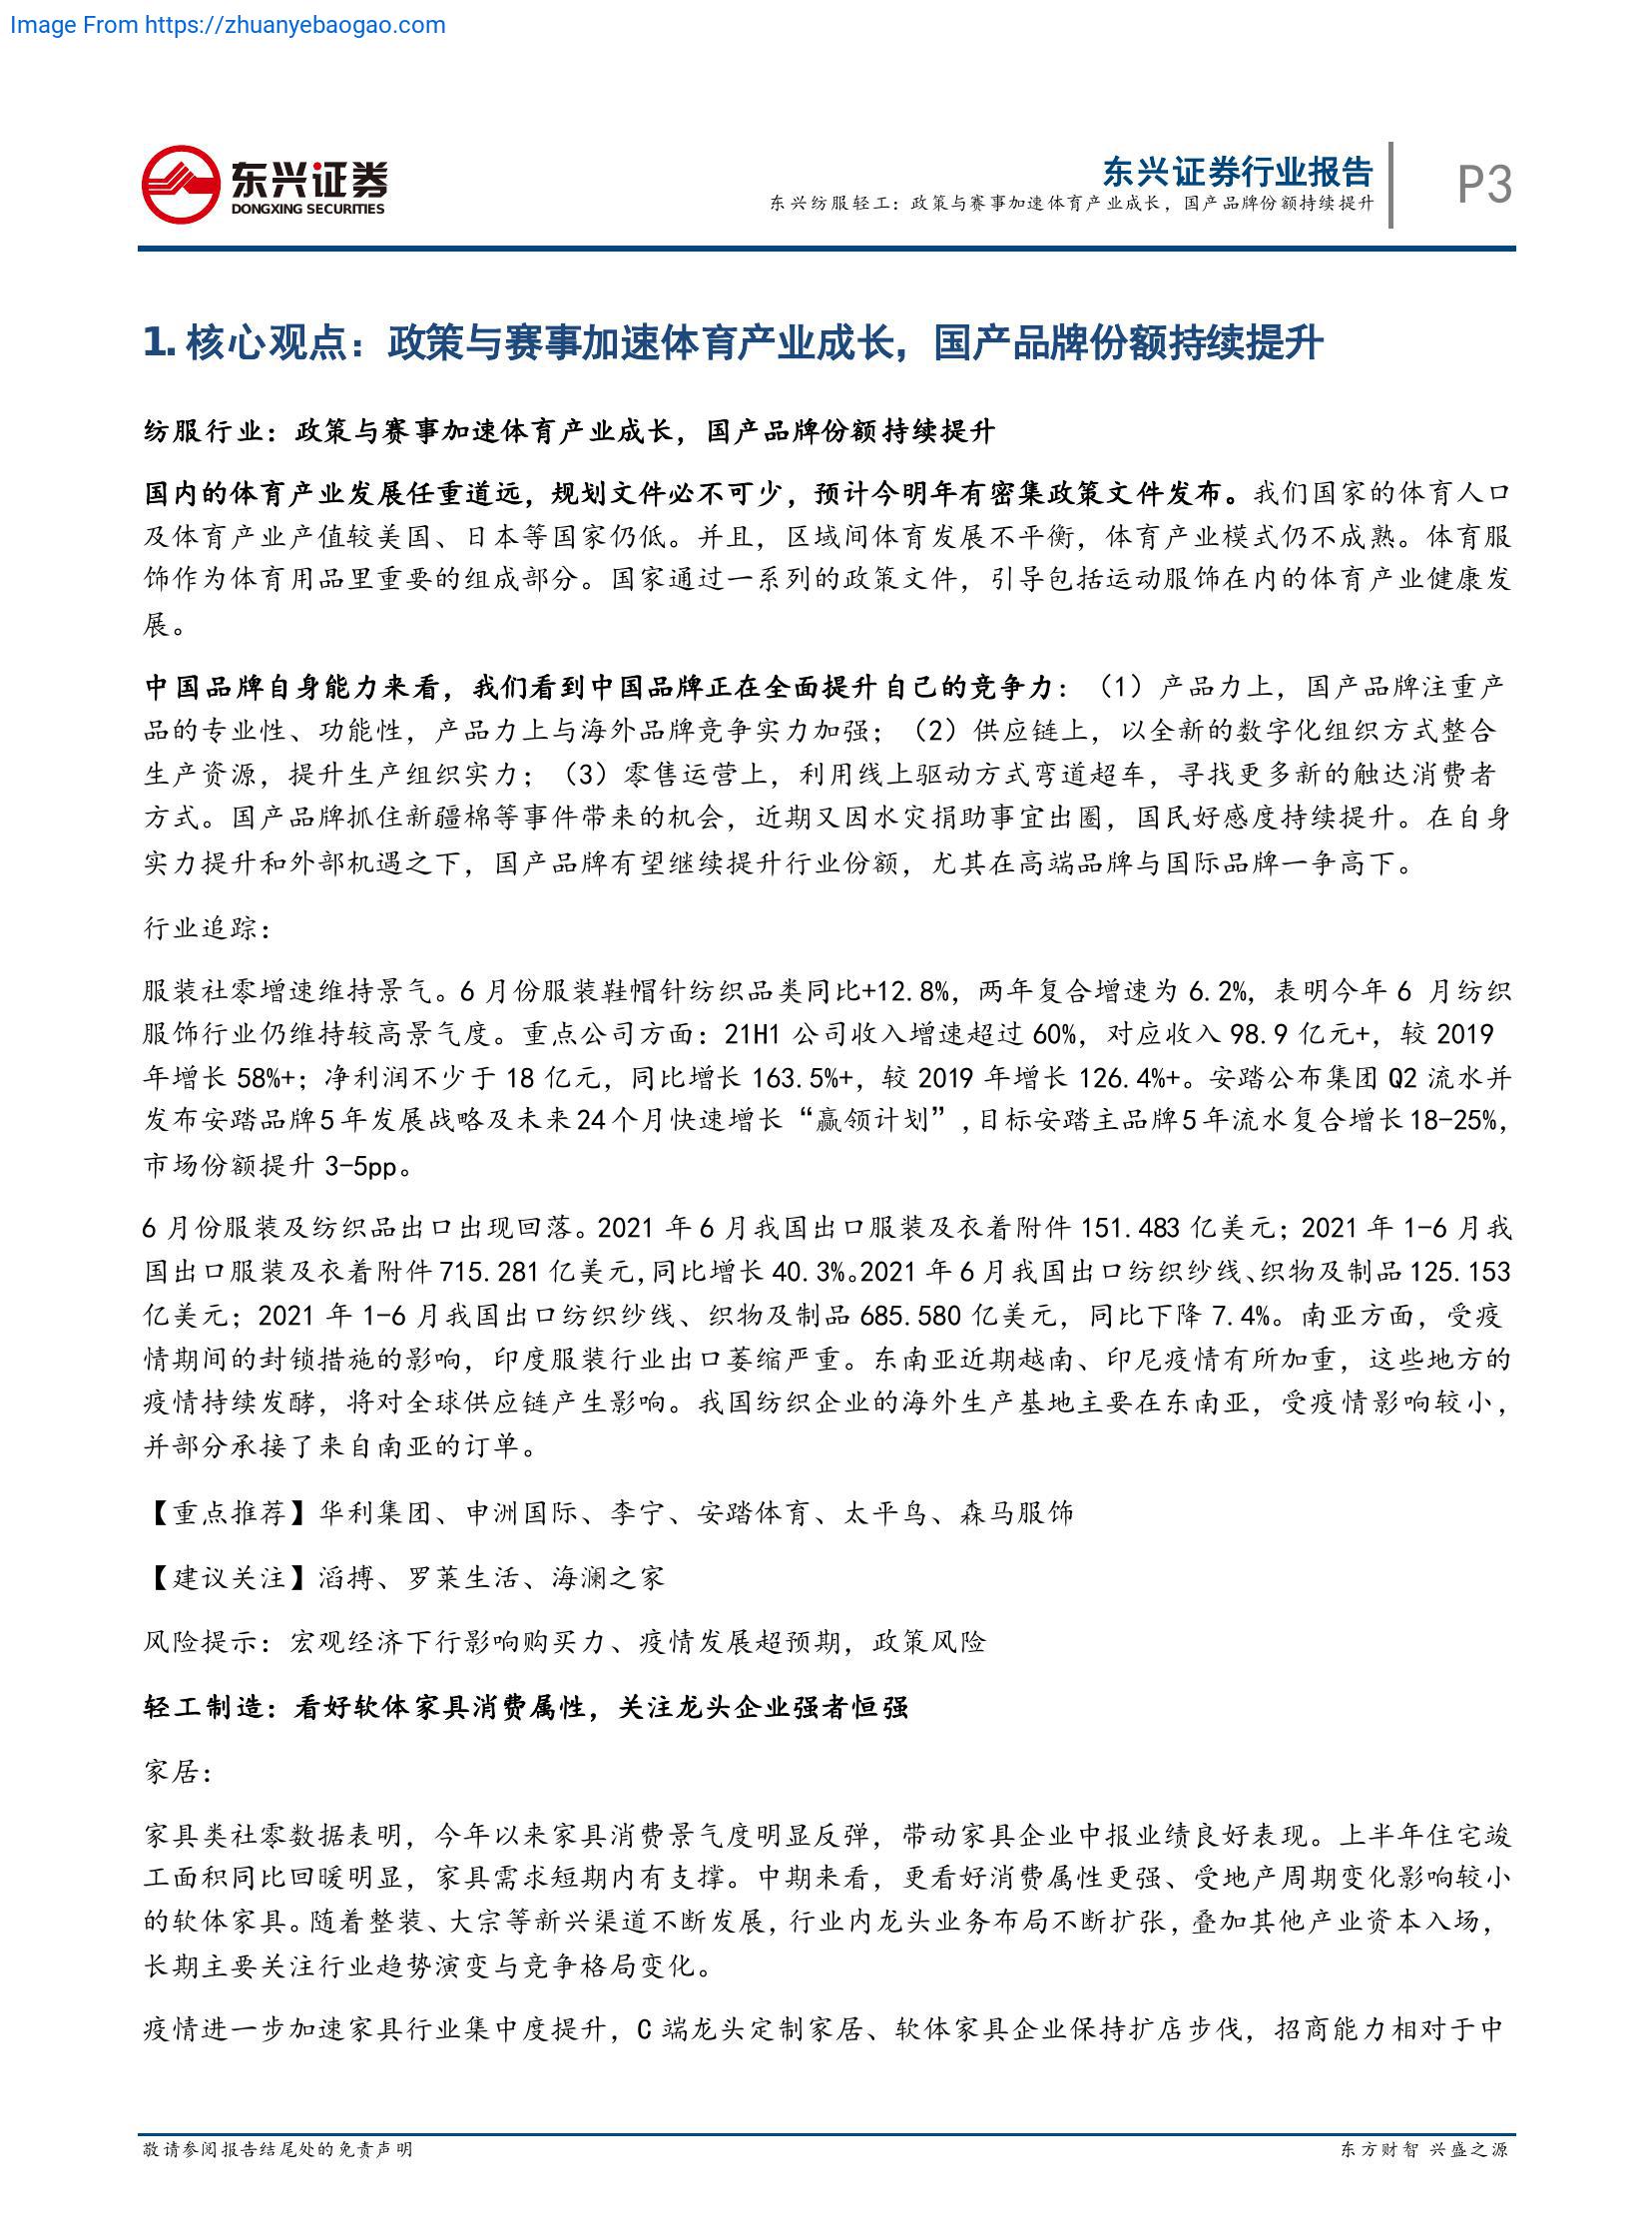 Image From https://zhuanyebaogao.com
东兴证券
DONGXING SECURITIES
东兴证券行业报告
东兴纺服轻工：政策与赛事加速体育产业成长，国产品牌份额持续提升
P3
1. 核心观点：政策与赛事加速体育产业成长，国产品牌份额持续提升
纺服行业：政策与赛事加速体育产业成长，国产品牌份额持续提升
国内的体育产业发展任重道远，规划文件必不可少，预计今明年有密集政策文件发布。我们国家的体育人口
及体育产业产值较美国、日本等国家仍低。并且，区域间体育发展不平衡，体育产业模式仍不成熟。体育服
饰作为体育用品里重要的组成部分。国家通过一系列的政策文件，引导包括运动服饰在内的体育产业健康发
展。
中国品牌自身能力来看，我们看到中国品牌正在全面提升自己的竞争力：（1）产品力上，国产品牌注重产
品的专业性、功能性，产品力上与海外品牌竞争实力加强；（2）供应链上，以全新的数字化组织方式整合
生产资源，提升生产组织实力；（3）零售运营上，利用线上驱动方式弯道超车，寻找更多新的触达消费者
方式。国产品牌抓住新疆棉等事件带来的机会，近期又因水灾捐助事宜出圈，国民好感度持续提升。在自身
实力提升和外部机遇之下，国产品牌有望继续提升行业份额，尤其在高端品牌与国际品牌一争高下。
行业追踪：
服装社零增速维持景气。6 月份服装鞋帽针纺织品类同比+12.8%，两年复合增速为 6.2%，表明今年 6 月纺织
服饰行业仍维持较高景气度。重点公司方面：21H1 公司收入增速超过 60%，对应收入 98.9 亿元+，较 2019
年增长 58%+；净利润不少于 18 亿元，同比增长 163.5%+，较 2019 年增长 126.4%+。安踏公布集团 Q2 流水并
发布安踏品牌 5 年发展战略及未来 24 个月快速增长“赢领计划”，目标安踏主品牌 5 年流水复合增长 18-25%，
市场份额提升 3-5pp。
6 月份服装及纺织品出口出现回落。2021 年 6 月我国出口服装及衣着附件 151.483 亿美元；2021 年 1-6 月我
国出口服装及衣着附件 715.281 亿美元，同比增长 40.3%。2021 年 6 月我国出口纺织纱线、织物及制品 125.153
亿美元；2021 年 1-6 月我国出口纺织纱线、织物及制品 685.580 亿美元，同比下降 7.4%。南亚方面，受疫
情期间的封锁措施的影响，印度服装行业出口萎缩严重。东南亚近期越南、印尼疫情有所加重，这些地方的
疫情持续发酵，将对全球供应链产生影响。我国纺织企业的海外生产基地主要在东南亚，受疫情影响较小，
并部分承接了来自南亚的订单。
【重点推荐】华利集团、申洲国际、李宁、安踏体育、太平鸟、森马服饰
【建议关注】滔搏、罗莱生活、海澜之家
风险提示：宏观经济下行影响购买力、疫情发展超预期，政策风险
轻工制造：看好软体家具消费属性，关注龙头企业强者恒强
家居：
家具类社零数据表明，今年以来家具消费景气度明显反弹，带动家具企业中报业绩良好表现。上半年住宅竣
工面积同比回暖明显，家具需求短期内有支撑。中期来看，更看好消费属性更强、受地产周期变化影响较小
的软体家具。随着整装、大宗等新兴渠道不断发展，行业内龙头业务布局不断扩张，叠加其他产业资本入场，
长期主要关注行业趋势演变与竞争格局变化。
疫情进一步加速家具行业集中度提升，C 端龙头定制家居、软体家具企业保持扩店步伐，招商能力相对于中
敬请参阅报告结尾处的免责声明
东方财智 兴盛之源